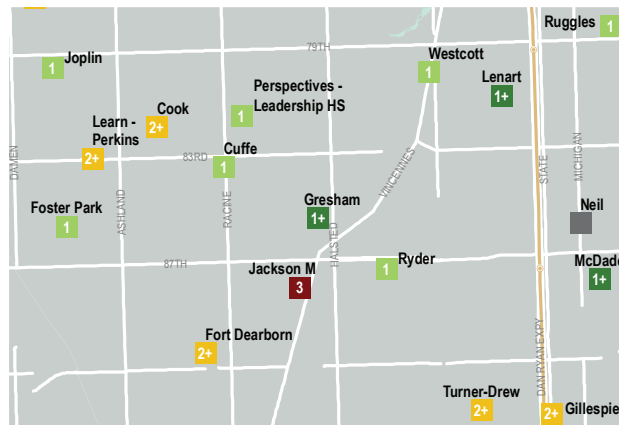 Ruggles
1
79TH
Joplin
1
Westcott
1
Lenart
1+
Perspectives -
Leadership HS
1
Cook
2+
Learn -
Perkins
2+
83RD
Cuffe
1
DAMEN
ASHLAND
RACINE
HALSTED
VINCENNES
STATE
MICHIGAN
Foster Park
1
Gresham
1+
Neil
87TH
Jackson M
3
Ryder
1
McDade
1+
Fort Dearborn
2+
DAN RYAN EXPY
Turner-Drew
2+
2+
Gillespie